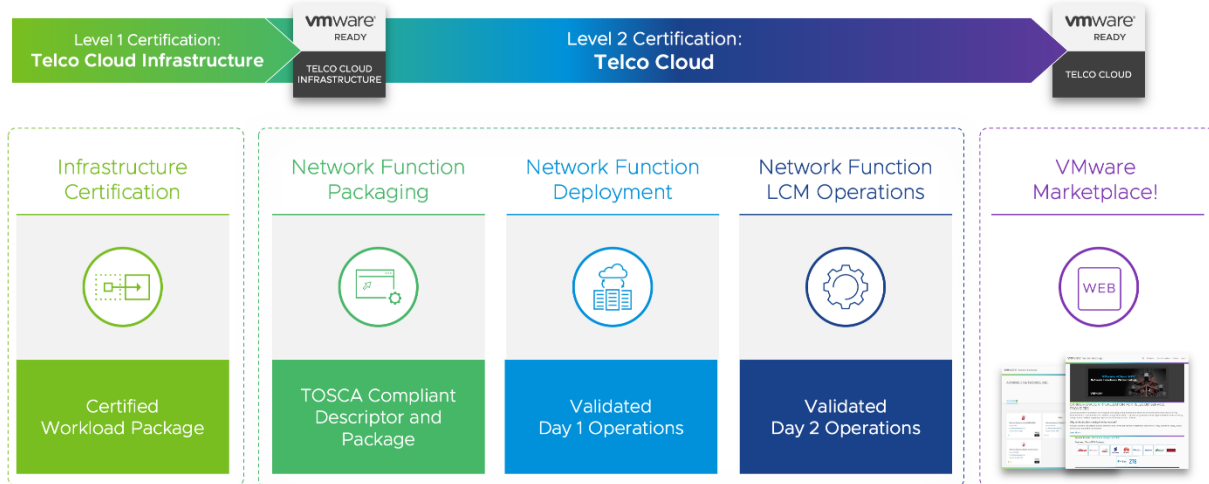 Level 1 Certification:
Telco Cloud Infrastructure
vmware®
READY
TELCO CLOUD
INFRASTRUCTURE
Level 2 Certification:
Telco Cloud
vmware®
READY
TELCO CLOUD
Infrastructure
Certification
Certified
Workload Package
Network Function
Packaging
TOSCA Compliant
Descriptor and
Package
Network Function
Deployment
Validated
Day 1 Operations
Network Function
LCM Operations
Validated
Day 2 Operations
VMware
Marketplace!
WEB